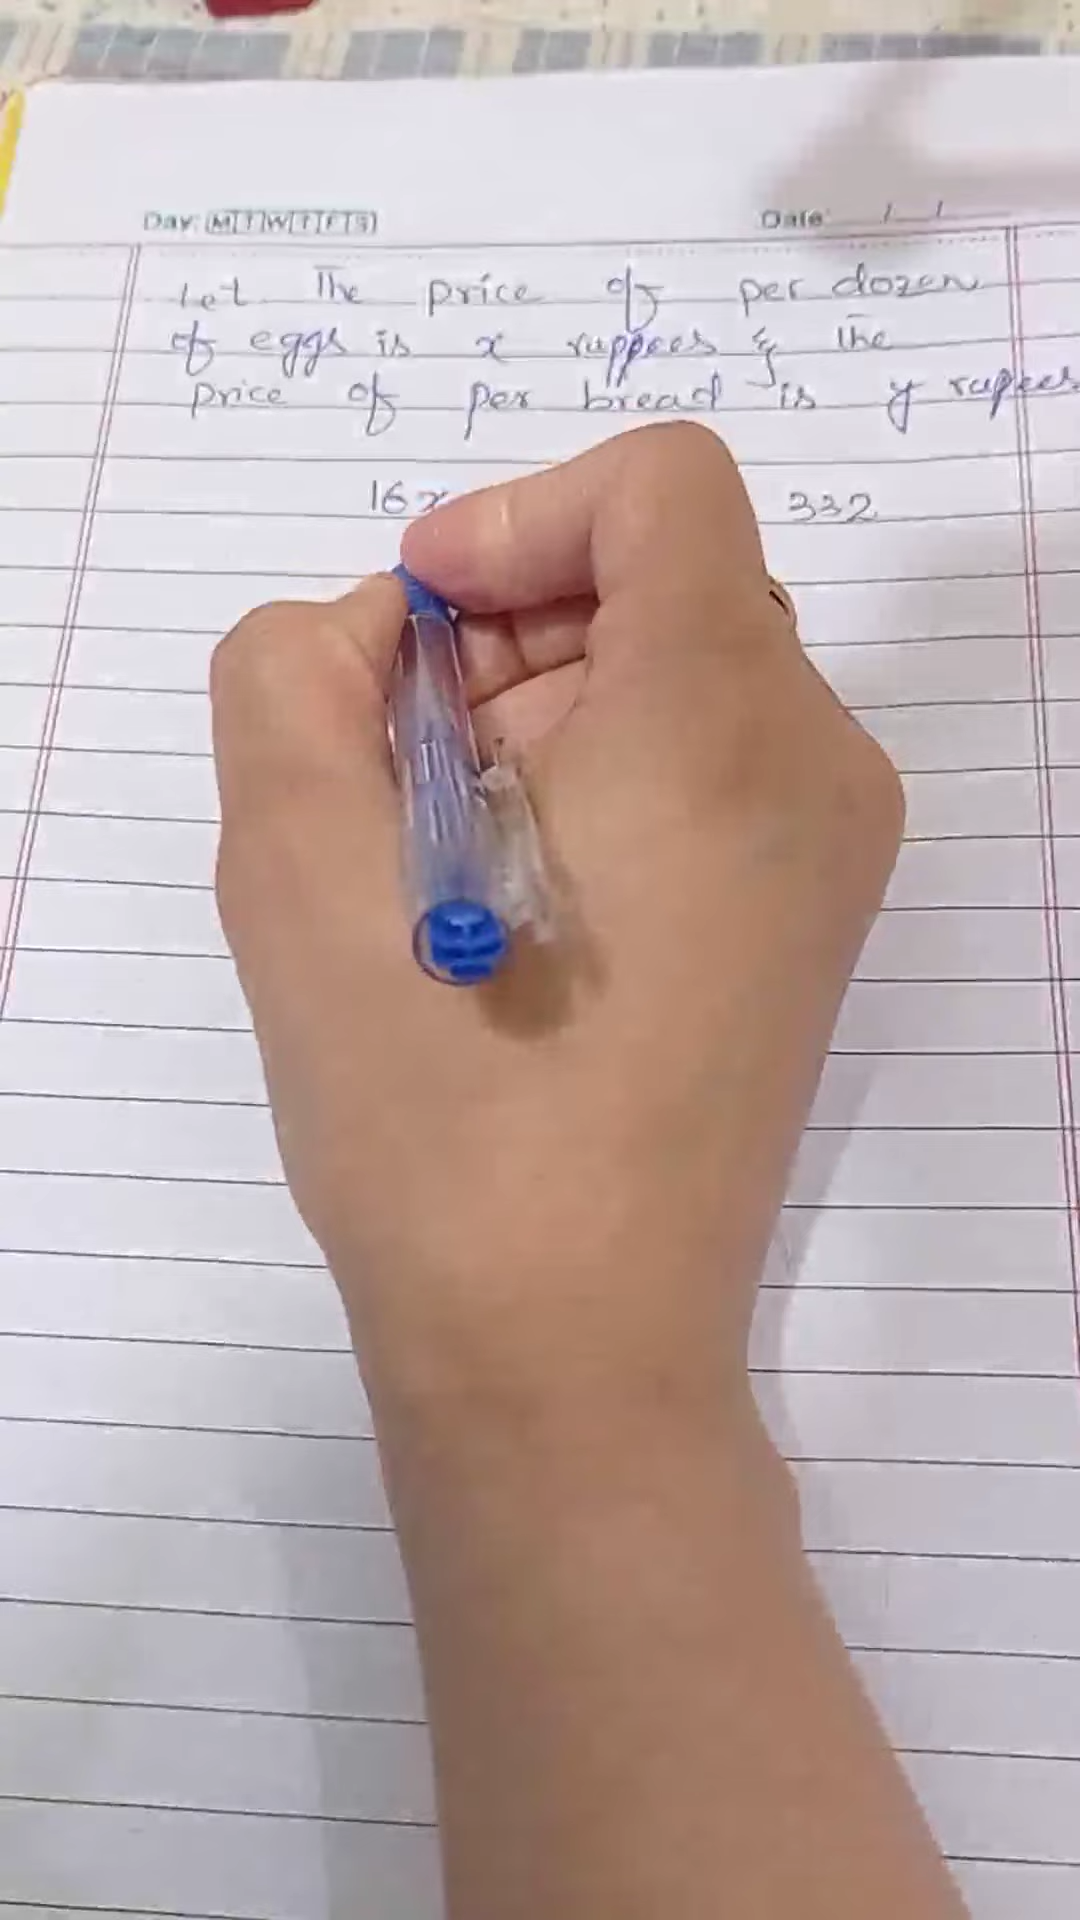 Day: M T W T F S
Date: / /
Let The price of per dozen
of eggs is x ruppees & the
price of per bread is y rupees
16x 332